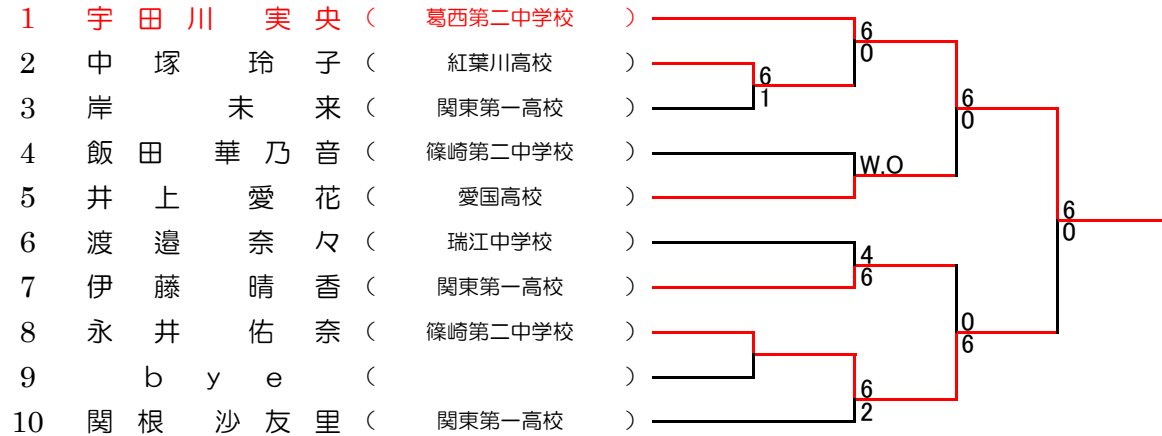 1 宇田川 実央 ( 葛西第二中学校 )
6
0
2 中塚 玲子 ( 紅葉川高校 )
6
1
3 岸 未来 ( 関東第一高校 )
6
0
4 飯田 華乃音 ( 篠崎第二中学校 )
W.O
5 井上 愛花 ( 愛国高校 )
6
0
6 渡邉 奈々 ( 瑞江中学校 )
4
6
7 伊藤 晴香 ( 関東第一高校 )
8 永井 佑奈 ( 篠崎第二中学校 )
0
6
9 bye ( )
6
2
10 関根 沙友里 ( 関東第一高校 )